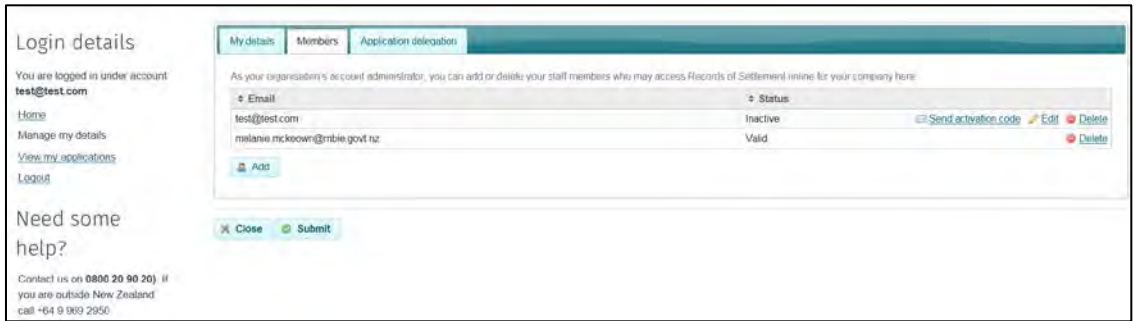 Login details
You are logged in under account
test@test.com
Home
Manage my details
View my applications
Logout
Need some
help?
Contact us on 0800 20 90 20). If
you are outside New Zealand
call +64 9 969 2950
My details Members Application delegation
As your organisation's account administrator, you can add or delete your staff members who may access Records of Settlement online for your company here.
Email Status
test@test.com Inactive Send activation code Edit Delete
melanie.mckeown@mbie.govt.nz Valid Delete
Add
Close Submit